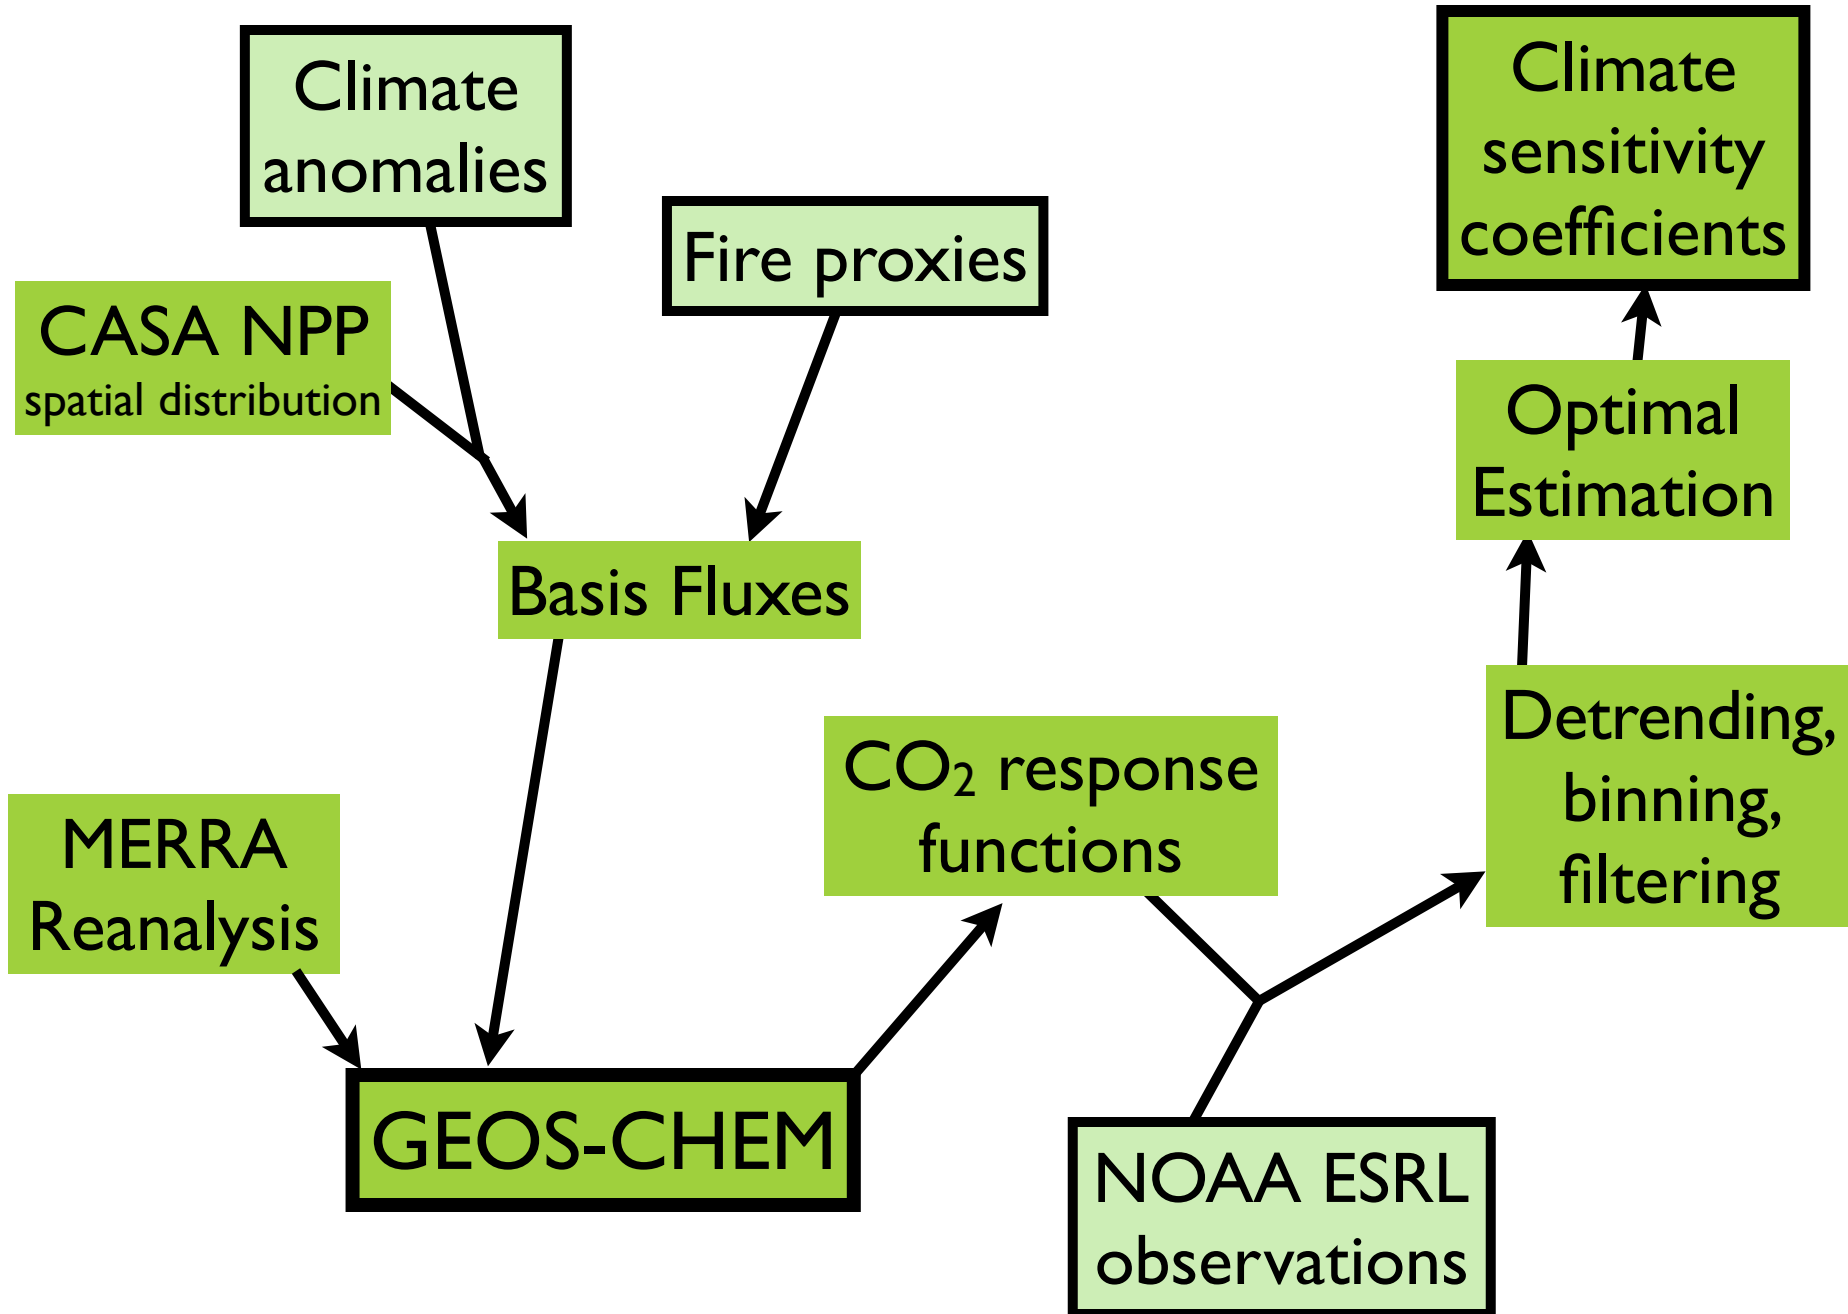 Climate
anomalies
Fire proxies
CASA NPP
spatial distribution
Basis Fluxes
MERRA
Reanalysis
GEOS-CHEM
CO₂ response
functions
NOAA ESRL
observations
Detrending,
binning,
filtering
Optimal
Estimation
Climate
sensitivity
coefficients